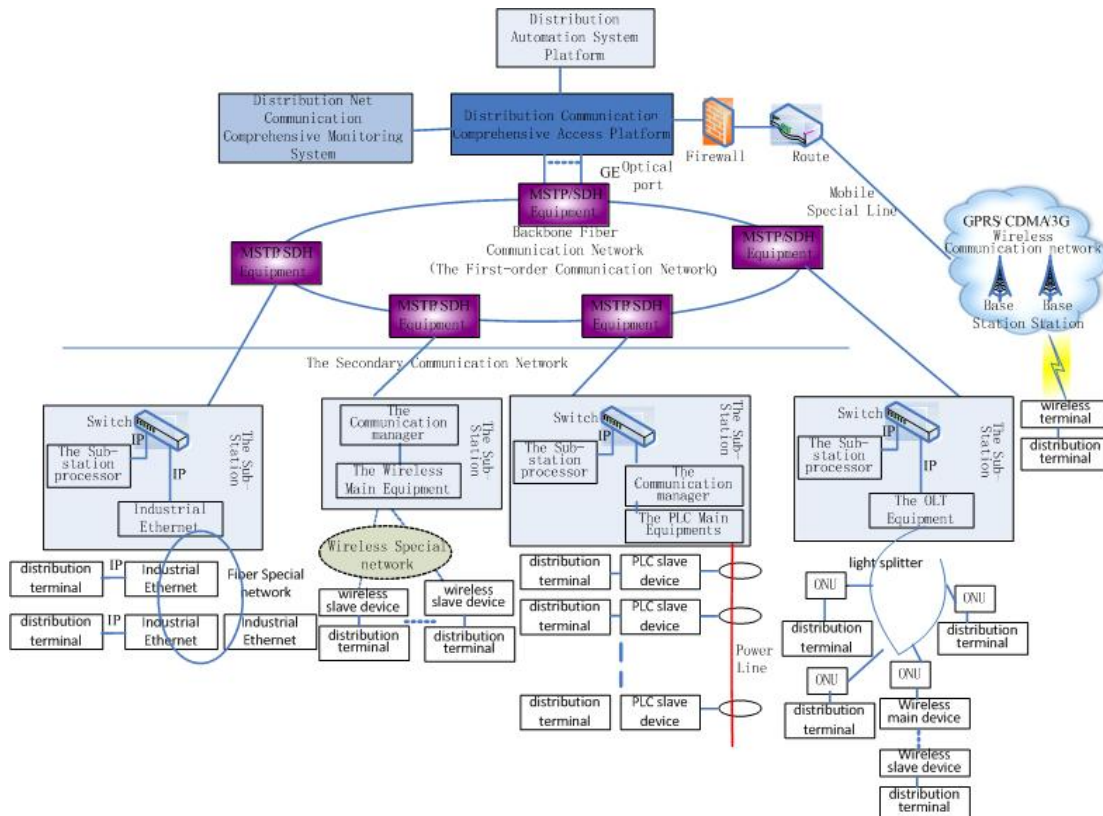 Distribution
Automation System
Platform
Distribution Net
Communication
Comprehensive Monitoring
System
Distribution Communication
Comprehensive Access Platform
Firewall
Route
GE Optical
port
Mobile
Special Line
MSTP/SDH
Equipment
Backbone Fiber
Communication Network
(The First-order Communication Network)
MSTP/SDH
Equipment
MSTP/SDH
Equipment
MSTP/SDH
Equipment
MSTP/SDH
Equipment
GPRS/CDMA/3G
Wireless
Communication network
Base
Station
Base
Station
The Secondary Communication Network
Switch
IP
The Sub-
station
processor
IP
Industrial
Ethernet
The Sub-
Station
The
Communication
manager
The Wireless
Main Equipment
The Sub-
Station
Switch
IP
The Sub-
station
processor
The
Communication
manager
The PLC Main
Equipments
The Sub-
Station
Switch
IP
The Sub-
station
processor
IP
The OLT
Equipment
The Sub-
Station
wireless terminal
distribution
terminal
distribution
terminal
IP
Industrial
Ethernet
Fiber Special
network
distribution
terminal
IP
Industrial
Ethernet
Industrial
Ethernet
Wireless Special
network
wireless
slave device
distribution
terminal
wireless
slave device
distribution
terminal
distribution
terminal
PLC slave
device
distribution
terminal
PLC slave
device
distribution
terminal
PLC slave
device
Power
Line
light splitter
ONU
distribution
terminal
ONU
distribution
terminal
ONU
distribution
terminal
ONU
Wireless
main device
Wireless
slave device
distribution
terminal